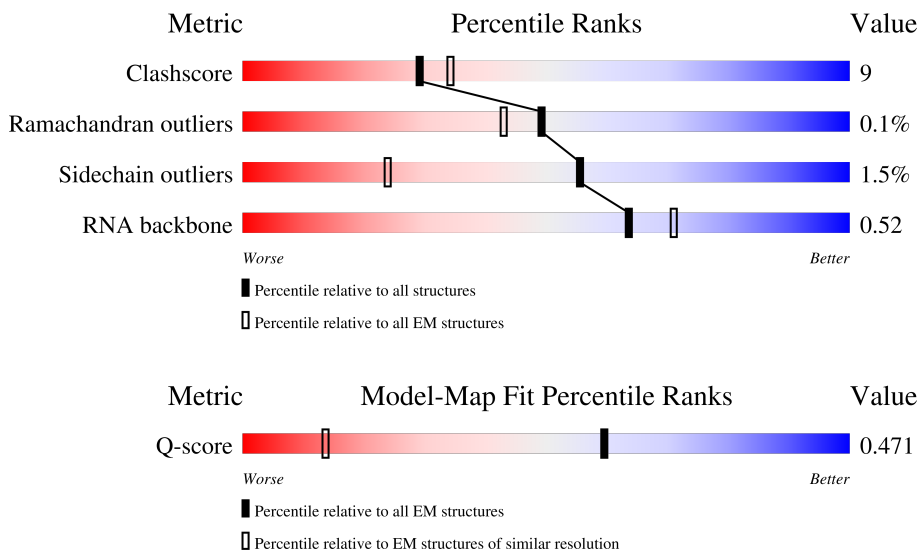 Metric Percentile Ranks Value
Clashscore 9
Ramachandran outliers 0.1%
Sidechain outliers 1.5%
RNA backbone 0.52
Worse Better
Percentile relative to all structures
Percentile relative to all EM structures
Metric Model-Map Fit Percentile Ranks Value
Q-score 0.471
Worse Better
Percentile relative to all EM structures
Percentile relative to EM structures of similar resolution